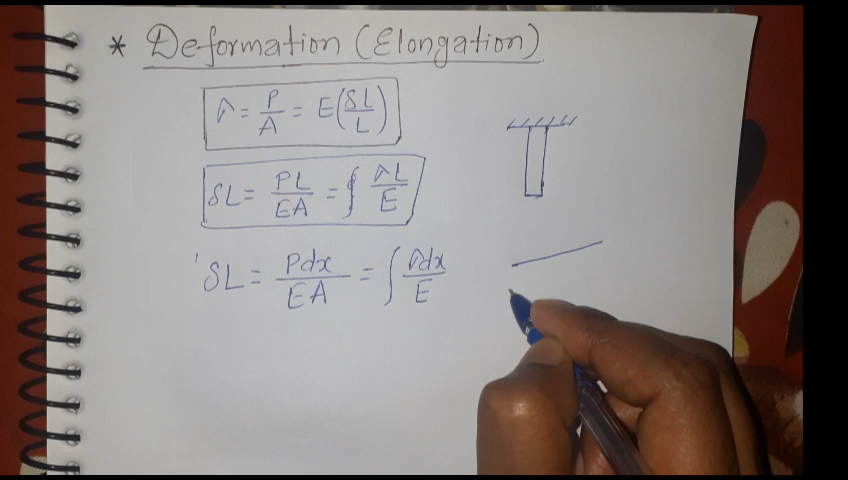 * Deformation (Elongation)
σ = P/A = E(δL/L)
δL = PL/EA = ∫ σL/E
δL = Pdx/EA = ∫ σdx/E